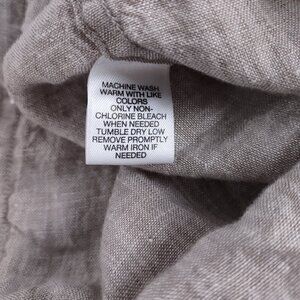 MACHINE WASH
WARM WITH LIKE
COLORS
ONLY NON-
CHLORINE BLEACH
WHEN NEEDED
TUMBLE DRY LOW
REMOVE PROMPTLY
WARM IRON IF
NEEDED